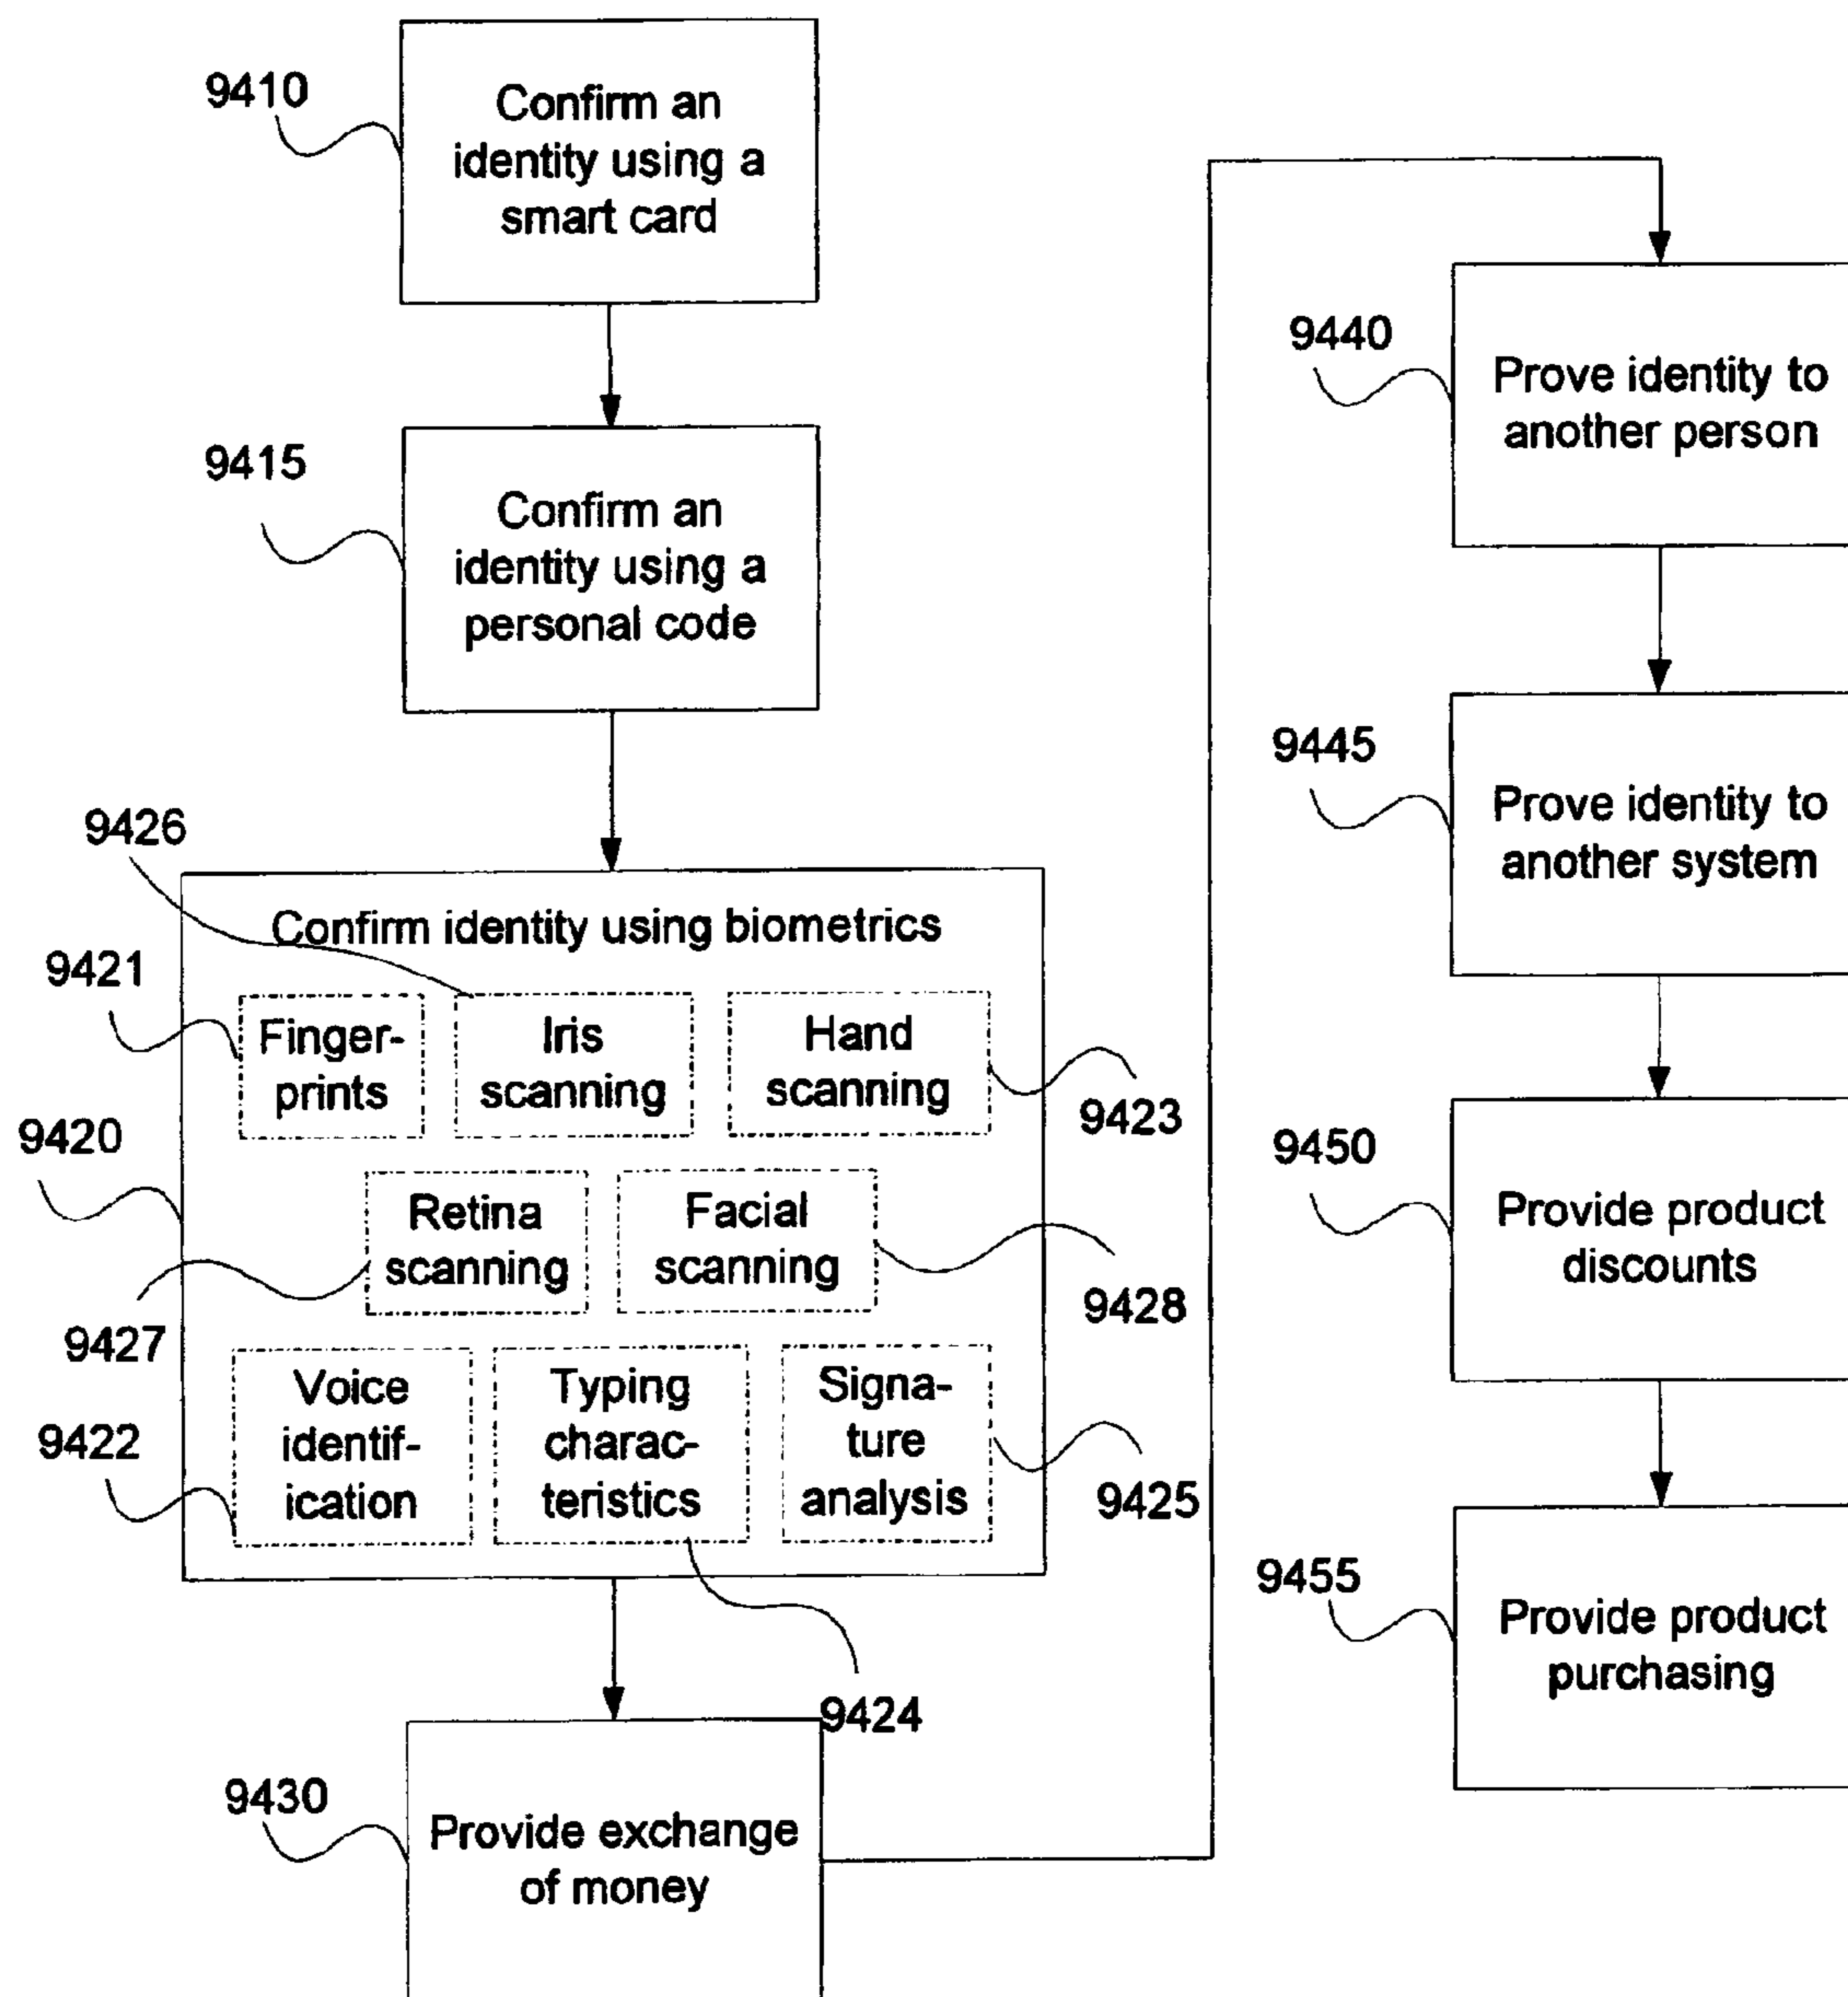 9410
Confirm an
identity using a
smart card
9415
Confirm an
identity using a
personal code
9426
Confirm identity using biometrics
9421
Finger-
prints
Iris
scanning
Hand
scanning
9423
9420
Retina
scanning
Facial
scanning
9427
9428
Voice
identif-
ication
Typing
charac-
teristics
Signa-
ture
analysis
9422
9425
9424
9430
Provide exchange
of money
9440
Prove identity to
another person
9445
Prove identity to
another system
9450
Provide product
discounts
9455
Provide product
purchasing